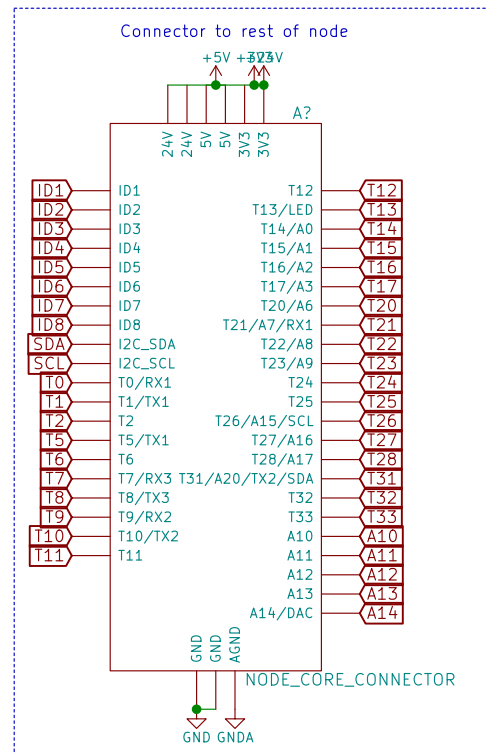 Connector to rest of node
+5V +3V3 +24V
A?
24V 24V 5V 5V 3V3 3V3
ID1 ID1 T12 T12
ID2 ID2 T13/LED T13
ID3 ID3 T14/A0 T14
ID4 ID4 T15/A1 T15
ID5 ID5 T16/A2 T16
ID6 ID6 T17/A3 T17
ID7 ID7 T20/A6 T20
ID8 ID8 T21/A7/RX1 T21
SDA I2C_SDA T22/A8 T22
SCL I2C_SCL T23/A9 T23
T0 T0/RX1 T24 T24
T1 T1/TX1 T25 T25
T2 T2 T26/A15/SCL T26
T5 T5/TX1 T27/A16 T27
T6 T6 T28/A17 T28
T7 T7/RX3 T31/A20/TX2/SDA T31
T8 T8/TX3 T32 T32
T9 T9/RX2 T33 T33
T10 T10/TX2 A10 A10
T11 T11 A11 A11
A12 A12
A13 A13
A14/DAC A14
GND GND AGND
NODE_CORE_CONNECTOR
GND GNDA